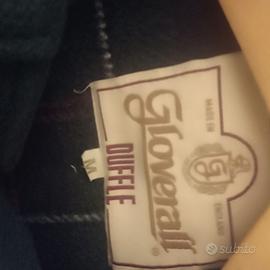 MADE IN
Gloverall
®
G
ENGLAND
DUFFLE
M
subito